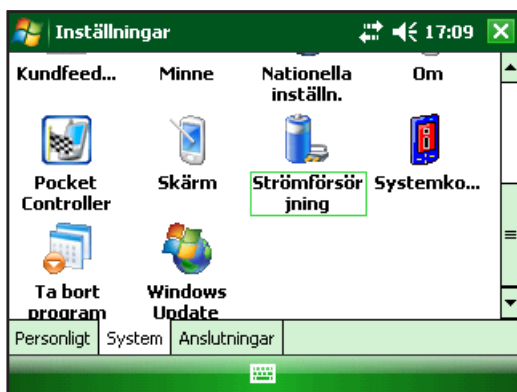 Inställningar 17:09
Kundfeed... Minne Nationella inställn. Om
Pocket Controller Skärm Strömförsör jning Systemko...
Ta bort program Windows Update
Personligt System Anslutningar